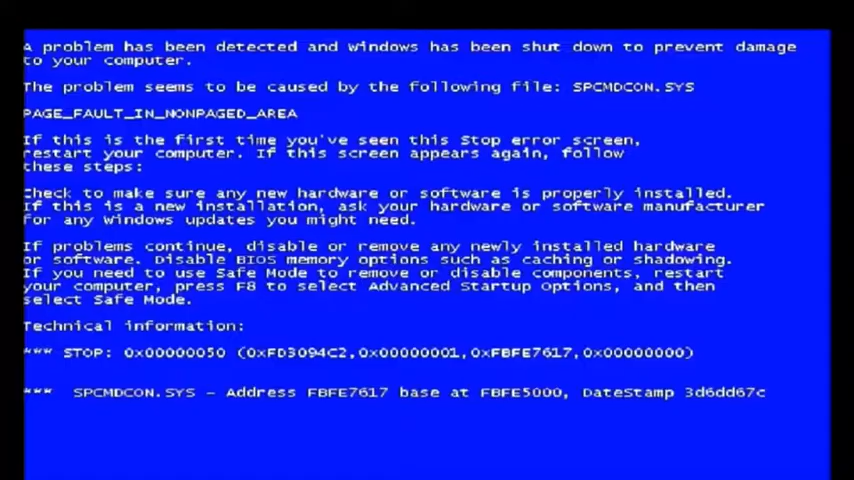 A problem has been detected and Windows has been shut down to prevent damage
to your computer.
The problem seems to be caused by the following file: SPCMDCON.SYS
PAGE_FAULT_IN_NONPAGED_AREA
If this is the first time you've seen this Stop error screen,
restart your computer. If this screen appears again, follow
these steps:
Check to make sure any new hardware or software is properly installed.
If this is a new installation, ask your hardware or software manufacturer
for any Windows updates you might need.
If problems continue, disable or remove any newly installed hardware
or software. Disable BIOS memory options such as caching or shadowing.
If you need to use Safe Mode to remove or disable components, restart
your computer, press F8 to select Advanced Startup Options, and then
select Safe Mode.
Technical information:
*** STOP: 0x00000050 (0xFD3094C2,0x00000001,0xFBFE7617,0x00000000)
*** SPCMDCON.SYS - Address FBFE7617 base at FBFE5000, DateStamp 3d6dd67c